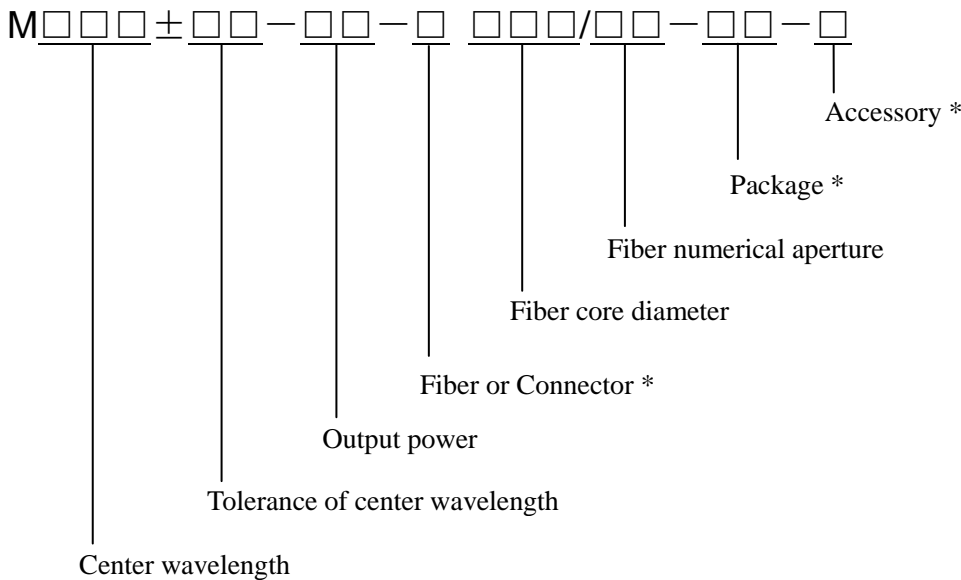 M□□□±□□－□□－□ □□□/□□－□□－□
Accessory *
Package *
Fiber numerical aperture
Fiber core diameter
Fiber or Connector *
Output power
Tolerance of center wavelength
Center wavelength